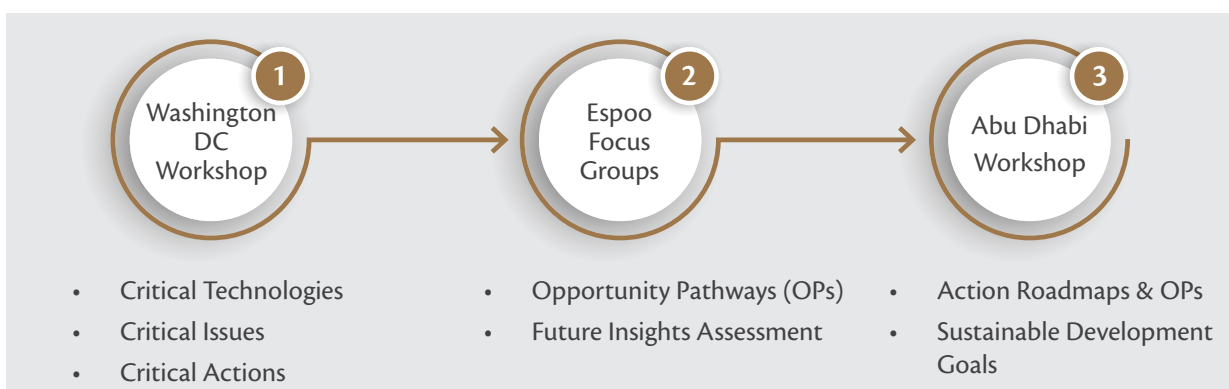 1
Washington
DC
Workshop
• Critical Technologies
• Critical Issues
• Critical Actions
2
Espoo
Focus
Groups
• Opportunity Pathways (OPs)
• Future Insights Assessment
3
Abu Dhabi
Workshop
• Action Roadmaps & OPs
• Sustainable Development
Goals